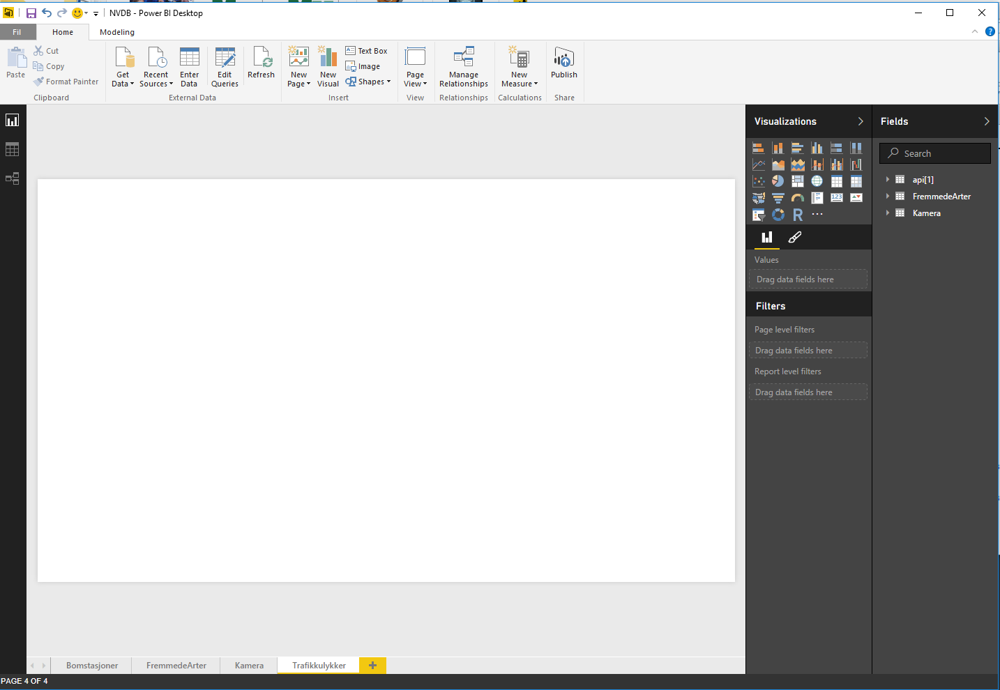 NVDB - Power BI Desktop
Fil Home Modeling
Paste
Cut
Copy
Format Painter
Clipboard
Get Data
Recent Sources
Enter Data
Edit Queries
Refresh
External Data
New Page
New Visual
Text Box
Image
Shapes
Insert
Page View
View
Manage Relationships
Relationships
New Measure
Calculations
Publish
Share
Visualizations
123
R
Values
Drag data fields here
Filters
Page level filters
Drag data fields here
Report level filters
Drag data fields here
Fields
Search
api[1]
FremmedeArter
Kamera
Bomstasjoner FremmedeArter Kamera Trafikkulykker
PAGE 4 OF 4